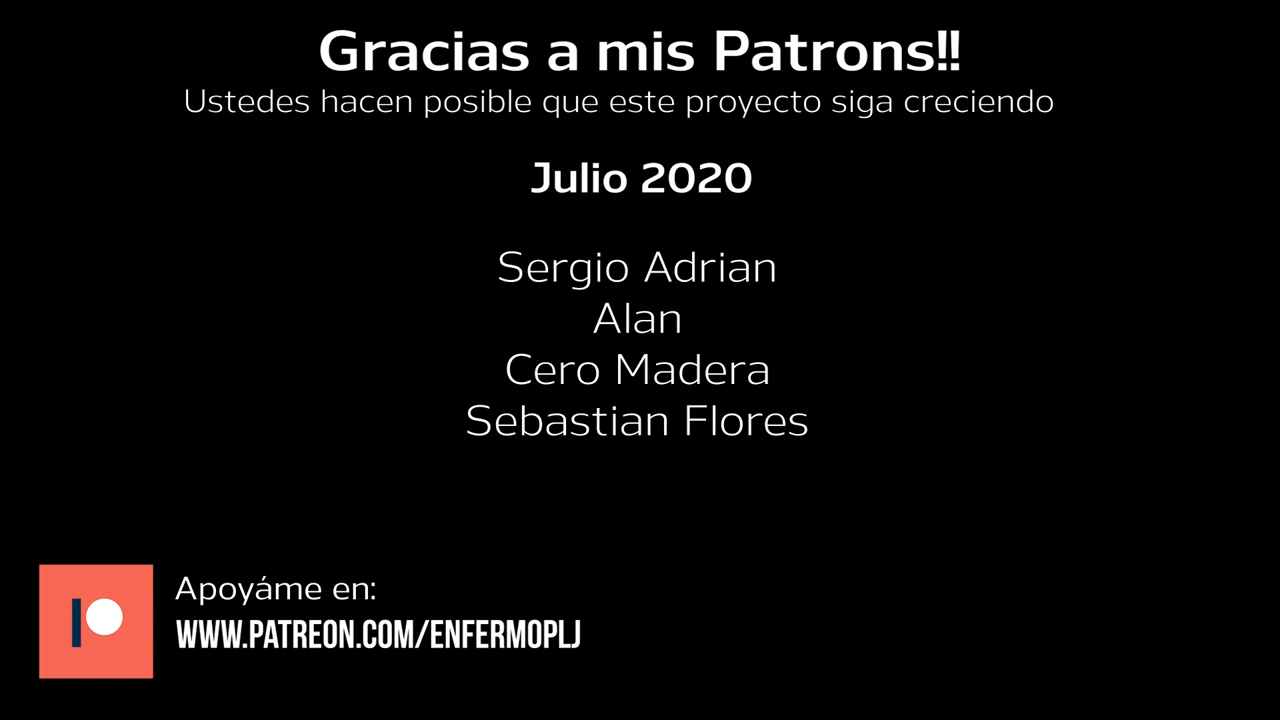 Gracias a mis Patrons!!
Ustedes hacen posible que este proyecto siga creciendo
Julio 2020
Sergio Adrian
Alan
Cero Madera
Sebastian Flores
Apoyáme en:
WWW.PATREON.COM/ENFERMOPLJ